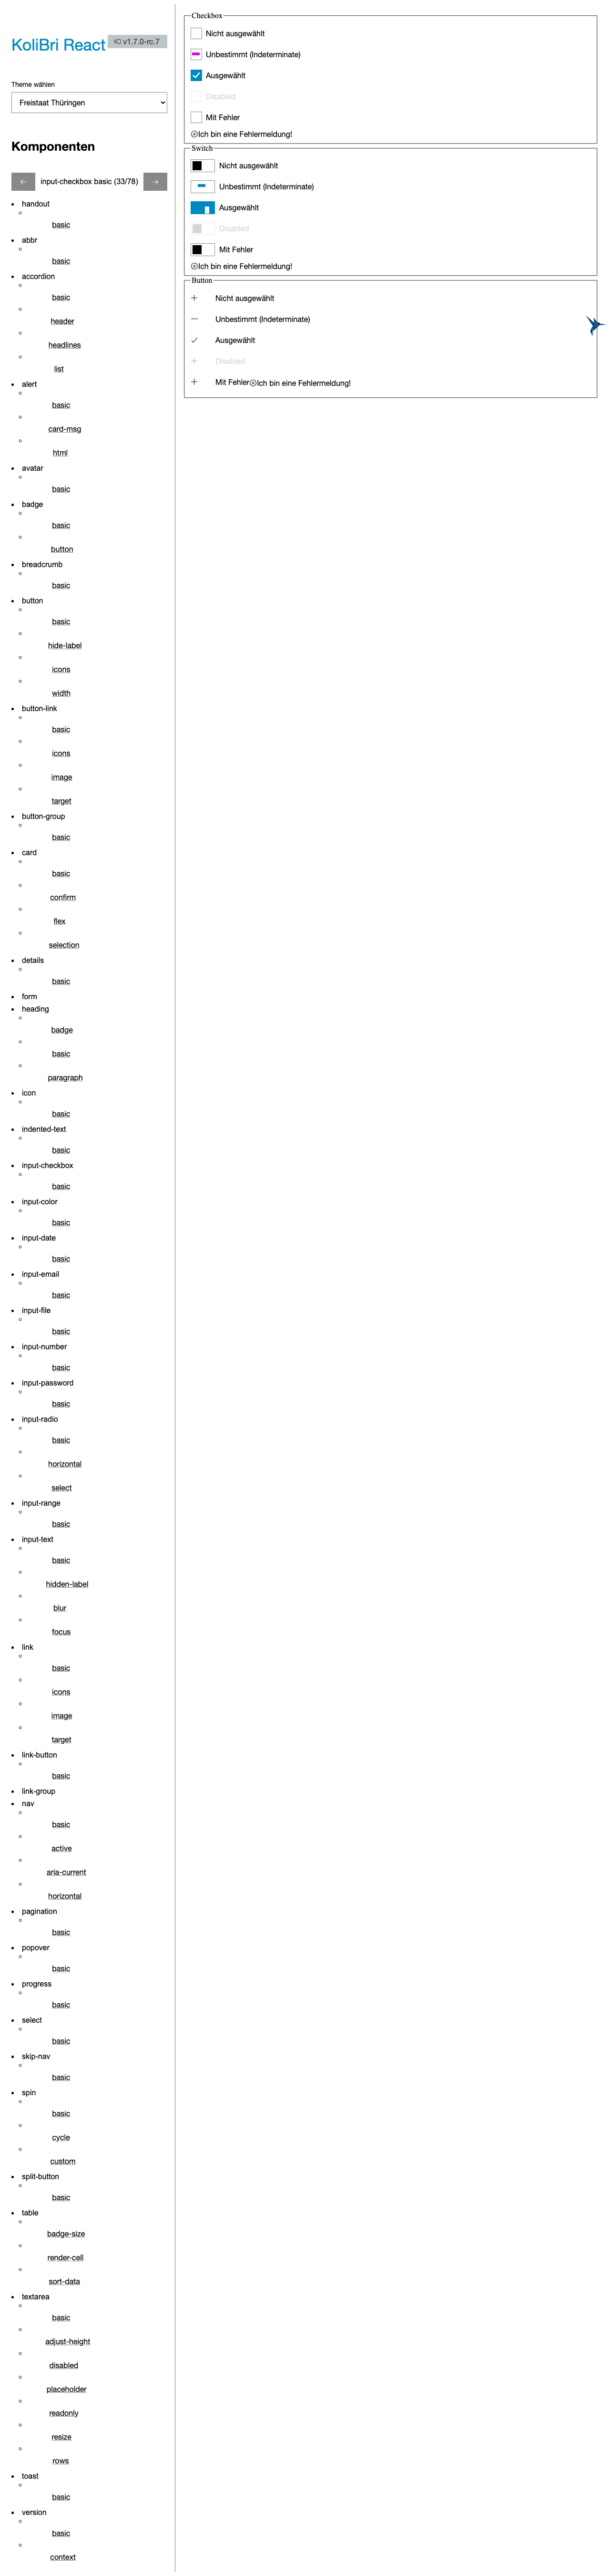 KoliBri React
v1.7.0-rc.7
Theme wählen
Freistaat Thüringen
Komponenten
input-checkbox basic (33/78)
handout
basic
abbr
basic
accordion
basic
header
headlines
list
alert
basic
card-msg
html
avatar
basic
badge
basic
button
breadcrumb
basic
button
basic
hide-label
icons
width
button-link
basic
icons
image
target
button-group
basic
card
basic
confirm
flex
selection
details
basic
form
heading
badge
basic
paragraph
icon
basic
indented-text
basic
input-checkbox
basic
input-color
basic
input-date
basic
input-email
basic
input-file
basic
input-number
basic
input-password
basic
input-radio
basic
horizontal
select
input-range
basic
input-text
basic
hidden-label
blur
focus
link
basic
icons
image
target
link-button
basic
link-group
nav
basic
active
aria-current
horizontal
pagination
basic
popover
basic
progress
basic
select
basic
skip-nav
basic
spin
basic
cycle
custom
split-button
basic
table
badge-size
render-cell
sort-data
textarea
basic
adjust-height
disabled
placeholder
readonly
resize
rows
toast
basic
version
basic
context
Checkbox
Nicht ausgewählt
Unbestimmt (Indeterminate)
Ausgewählt
Disabled
Mit Fehler
Ich bin eine Fehlermeldung!
Switch
Nicht ausgewählt
Unbestimmt (Indeterminate)
Ausgewählt
Disabled
Mit Fehler
Ich bin eine Fehlermeldung!
Button
Nicht ausgewählt
Unbestimmt (Indeterminate)
Ausgewählt
Disabled
Mit Fehler Ich bin eine Fehlermeldung!